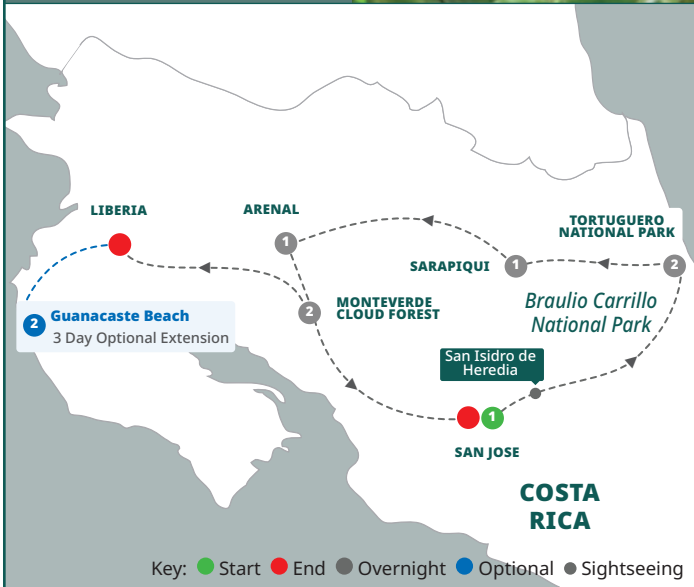 LIBERIA
ARENAL
1
TORTUGUERO
NATIONAL PARK
SARAPIQUI
1
2
2
Guanacaste Beach
3 Day Optional Extension
2
MONTEVERDE
CLOUD FOREST
Braulio Carrillo
National Park
San Isidro de
Heredia
1
SAN JOSE
COSTA
RICA
Key: Start End Overnight Optional Sightseeing